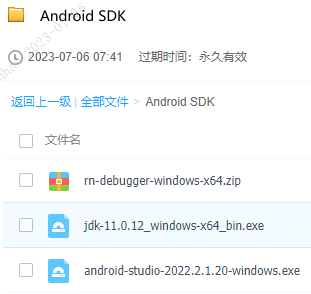 Android SDK
2023-07-06 07:41 过期时间：永久有效
返回上一级 | 全部文件 > Android SDK
文件名
rn-debugger-windows-x64.zip
jdk-11.0.12_windows-x64_bin.exe
android-studio-2022.2.1.20-windows.exe